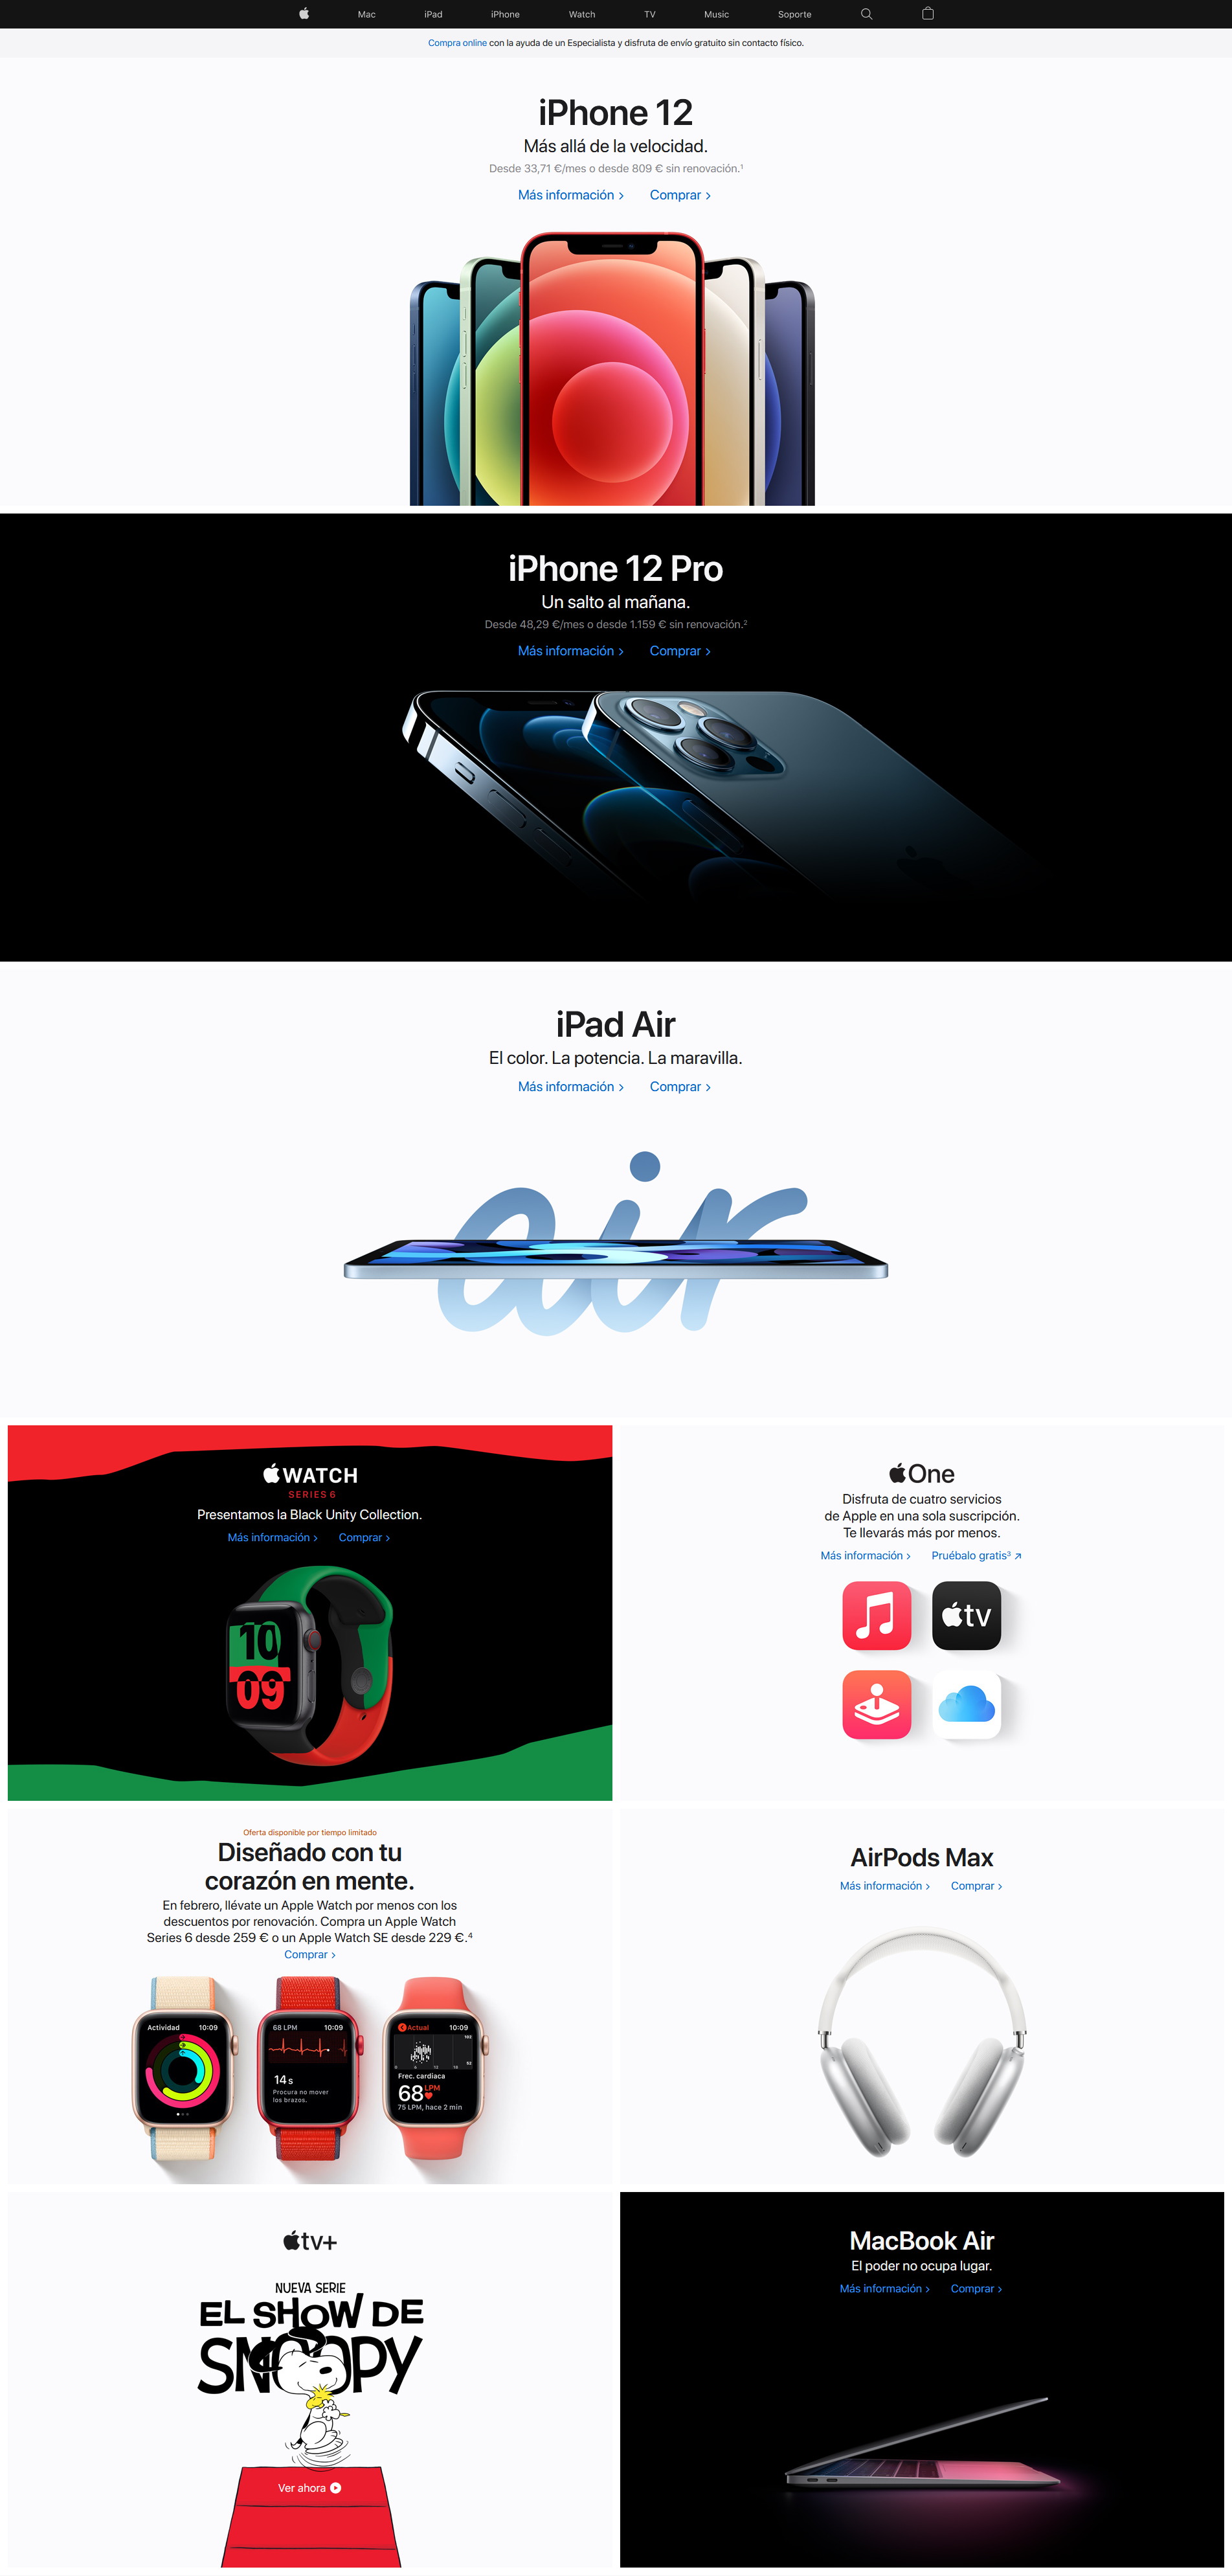 Mac iPad iPhone Watch TV Music Soporte
Compra online con la ayuda de un Especialista y disfruta de envío gratuito sin contacto físico.
iPhone 12
Más allá de la velocidad.
Desde 33,71 €/mes o desde 809 € sin renovación.¹
Más información > Comprar >
iPhone 12 Pro
Un salto al mañana.
Desde 48,29 €/mes o desde 1.159 € sin renovación.²
Más información > Comprar >
iPad Air
El color. La potencia. La maravilla.
Más información > Comprar >
air
WATCH
SERIES 6
Presentamos la Black Unity Collection.
Más información > Comprar >
10
09
One
Disfruta de cuatro servicios
de Apple en una sola suscripción.
Te llevarás más por menos.
Más información > Pruébalo gratis³ ↗
tv
Oferta disponible por tiempo limitado
Diseñado con tu
corazón en mente.
En febrero, llévate un Apple Watch por menos con los
descuentos por renovación. Compra un Apple Watch
Series 6 desde 259 € o un Apple Watch SE desde 229 €.⁴
Comprar >
Actividad 10:09
68 LPM 10:09
14 s
Procura no mover
los brazos.
Actual 10:09
Frec. cardiaca
68 LPM
75 LPM, hace 2 min
AirPods Max
Más información > Comprar >
tv+
NUEVA SERIE
EL SHOW DE
SNOOPY
Ver ahora
MacBook Air
El poder no ocupa lugar.
Más información > Comprar >